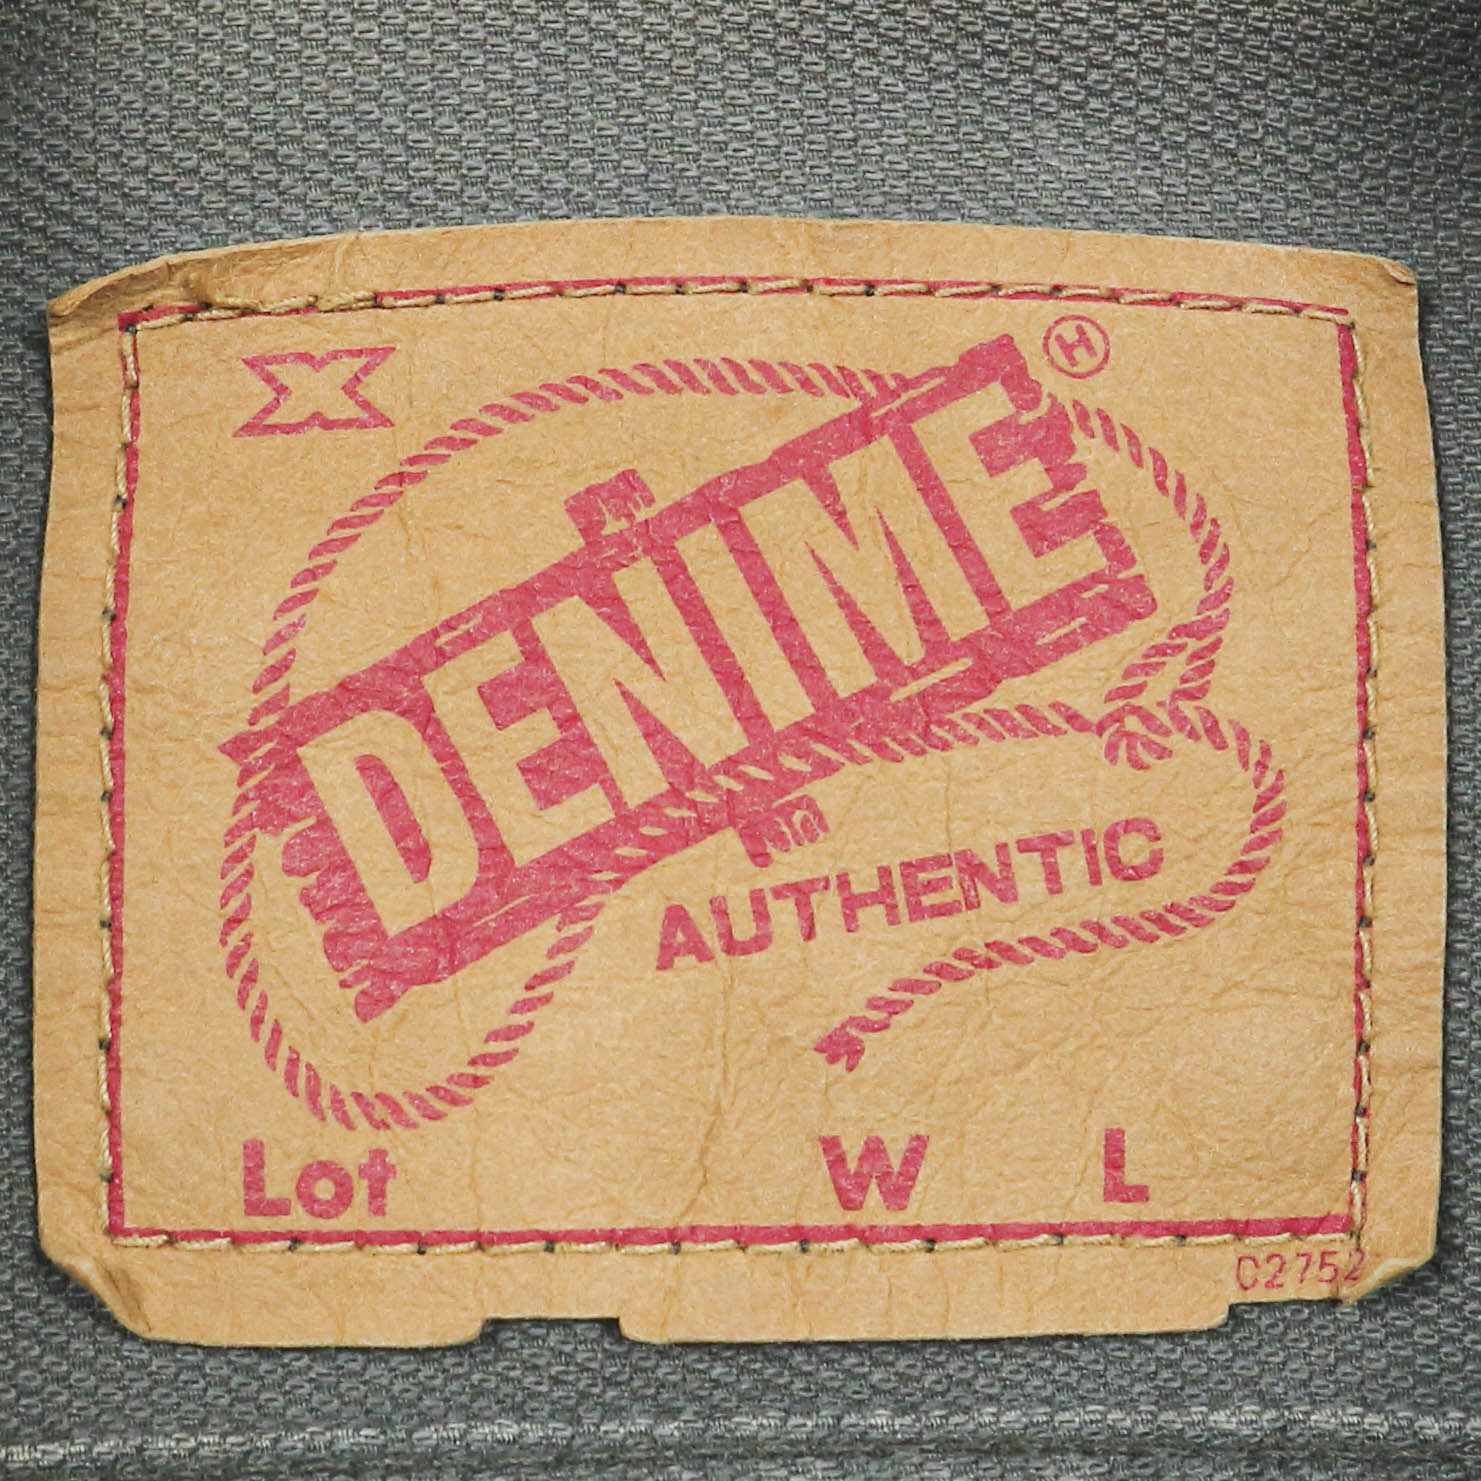 X
DENIME Ⓗ
AUTHENTIC
Lot W L
C2752